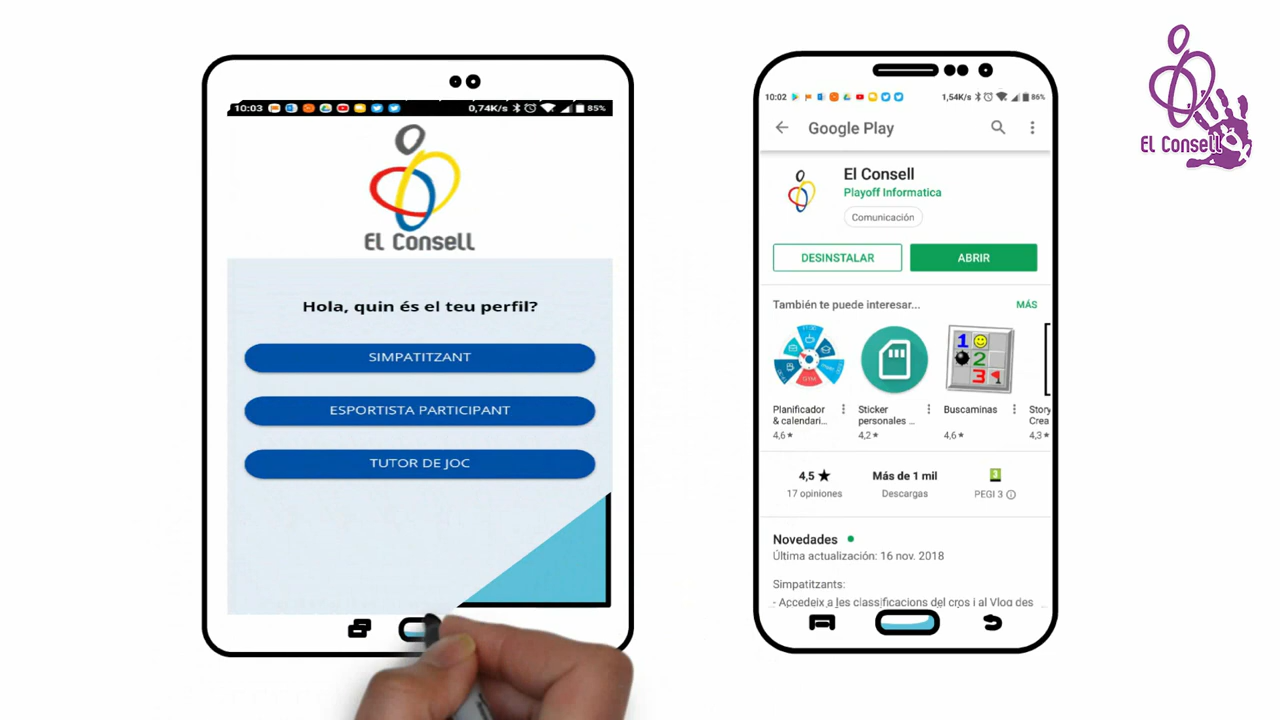 10:03
0,74K/s
85%
El Consell
Hola, quin és el teu perfil?
SIMPATITZANT
ESPORTISTA PARTICIPANT
TUTOR DE JOC
10:02
1,54K/s
86%
Google Play
El Consell
Playoff Informatica
Comunicación
DESINSTALAR
ABRIR
También te puede interesar...
MÁS
1
2
3
Planificador
& calendari...
4,6★
Sticker
personales ...
4,2★
Buscaminas
4,6★
Story
Crea
4,3★
4,5 ★
17 opiniones
Más de 1 mil
Descargas
3
PEGI 3
Novedades
Última actualización: 16 nov. 2018
Simpatitzants:
- Accedeix a les classificacions del cros i al Vlog des
El Consell